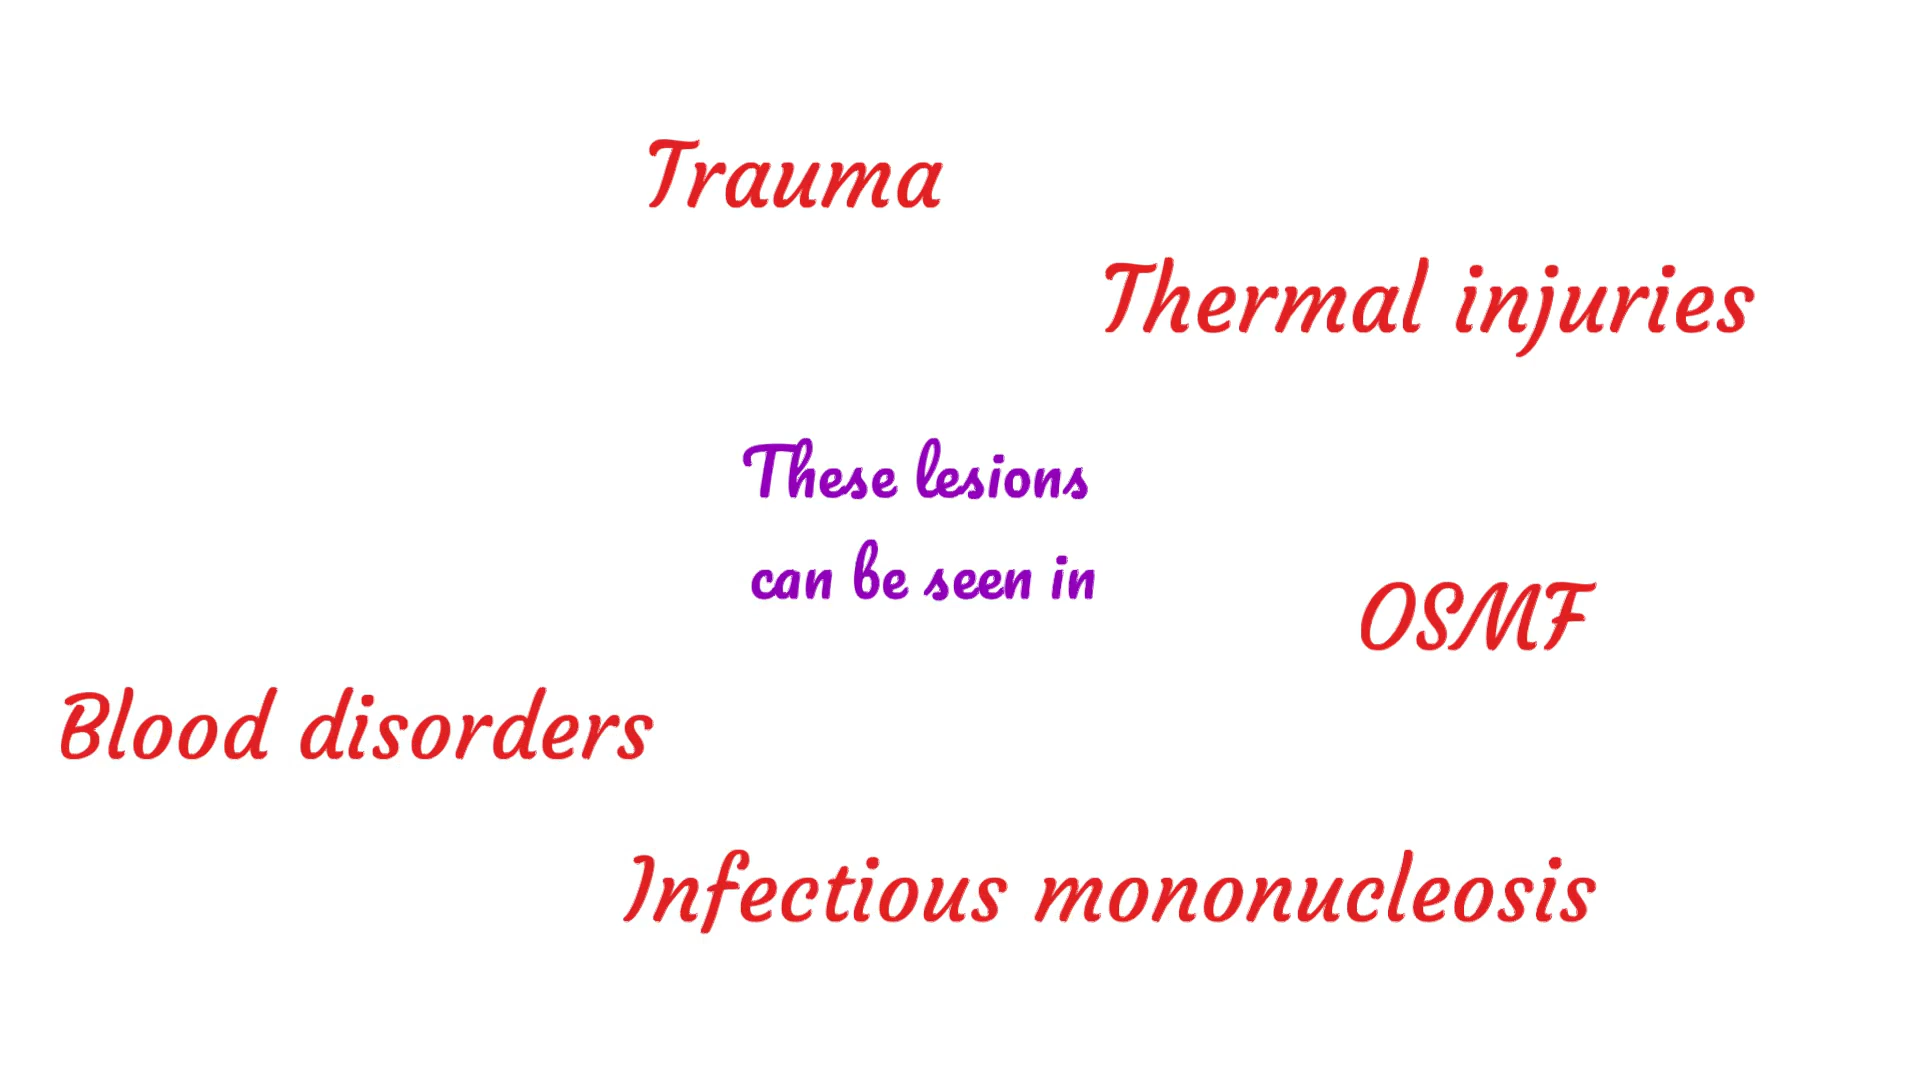 Trauma
Thermal injuries
These lesions
can be seen in
OSMF
Blood disorders
Infectious mononucleosis